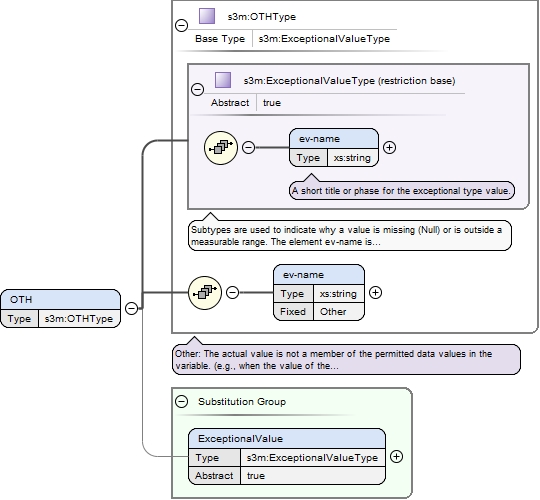 s3m:OTHType
Base Type s3m:ExceptionalValueType
s3m:ExceptionalValueType (restriction base)
Abstract true
ev-name
Type xs:string
A short title or phase for the exceptional type value.
Subtypes are used to indicate why a value is missing (Null) or is outside a
measurable range. The element ev-name is...
ev-name
Type xs:string
Fixed Other
OTH
Type s3m:OTHType
Other: The actual value is not a member of the permitted data values in the
variable. (e.g., when the value of the...
Substitution Group
ExceptionalValue
Type s3m:ExceptionalValueType
Abstract true